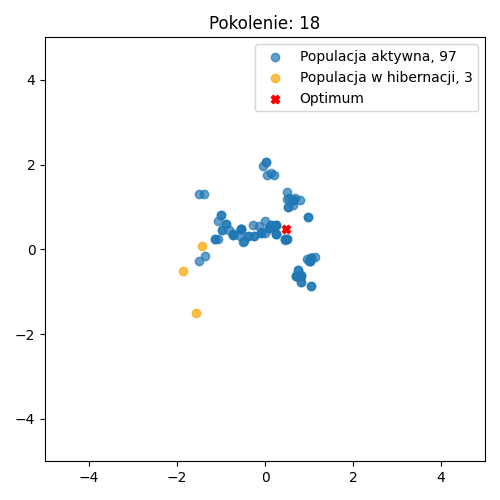 Pokolenie: 18
Populacja aktywna, 97
Populacja w hibernacji, 3
Optimum
4
2
0
−2
−4
−4
−2
0
2
4